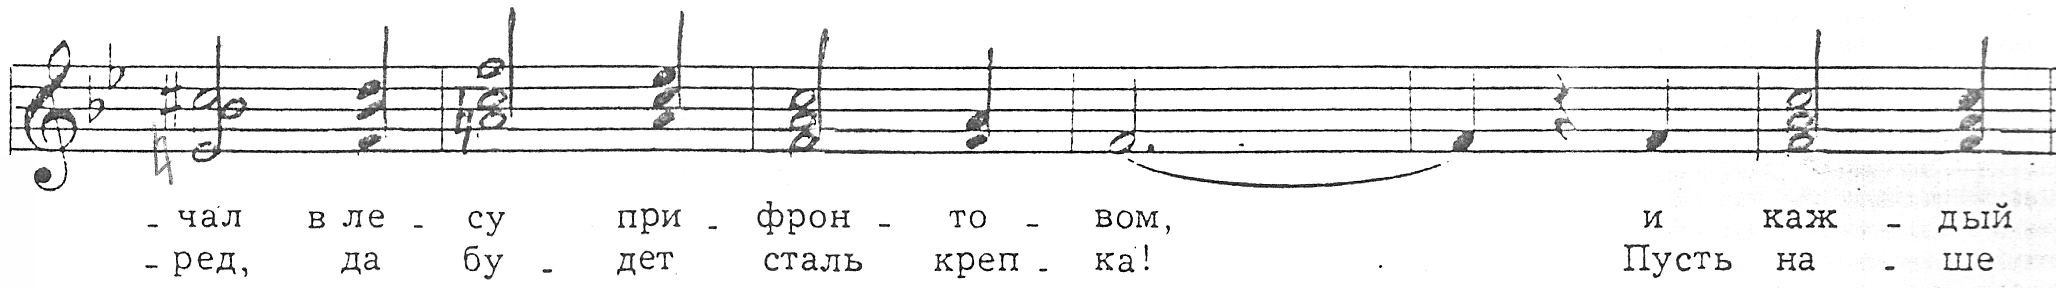 - чал в ле - су при - фрон - то - вом, и каж - дый
- ред, да бу - дет сталь креп - ка! Пусть на - ше